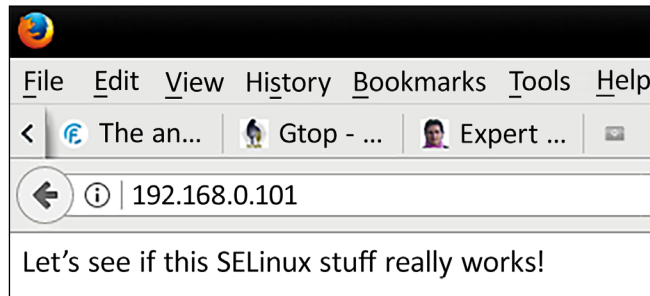 File Edit View History Bookmarks Tools Help
The an... Gtop - ... Expert ...
192.168.0.101
Let's see if this SELinux stuff really works!